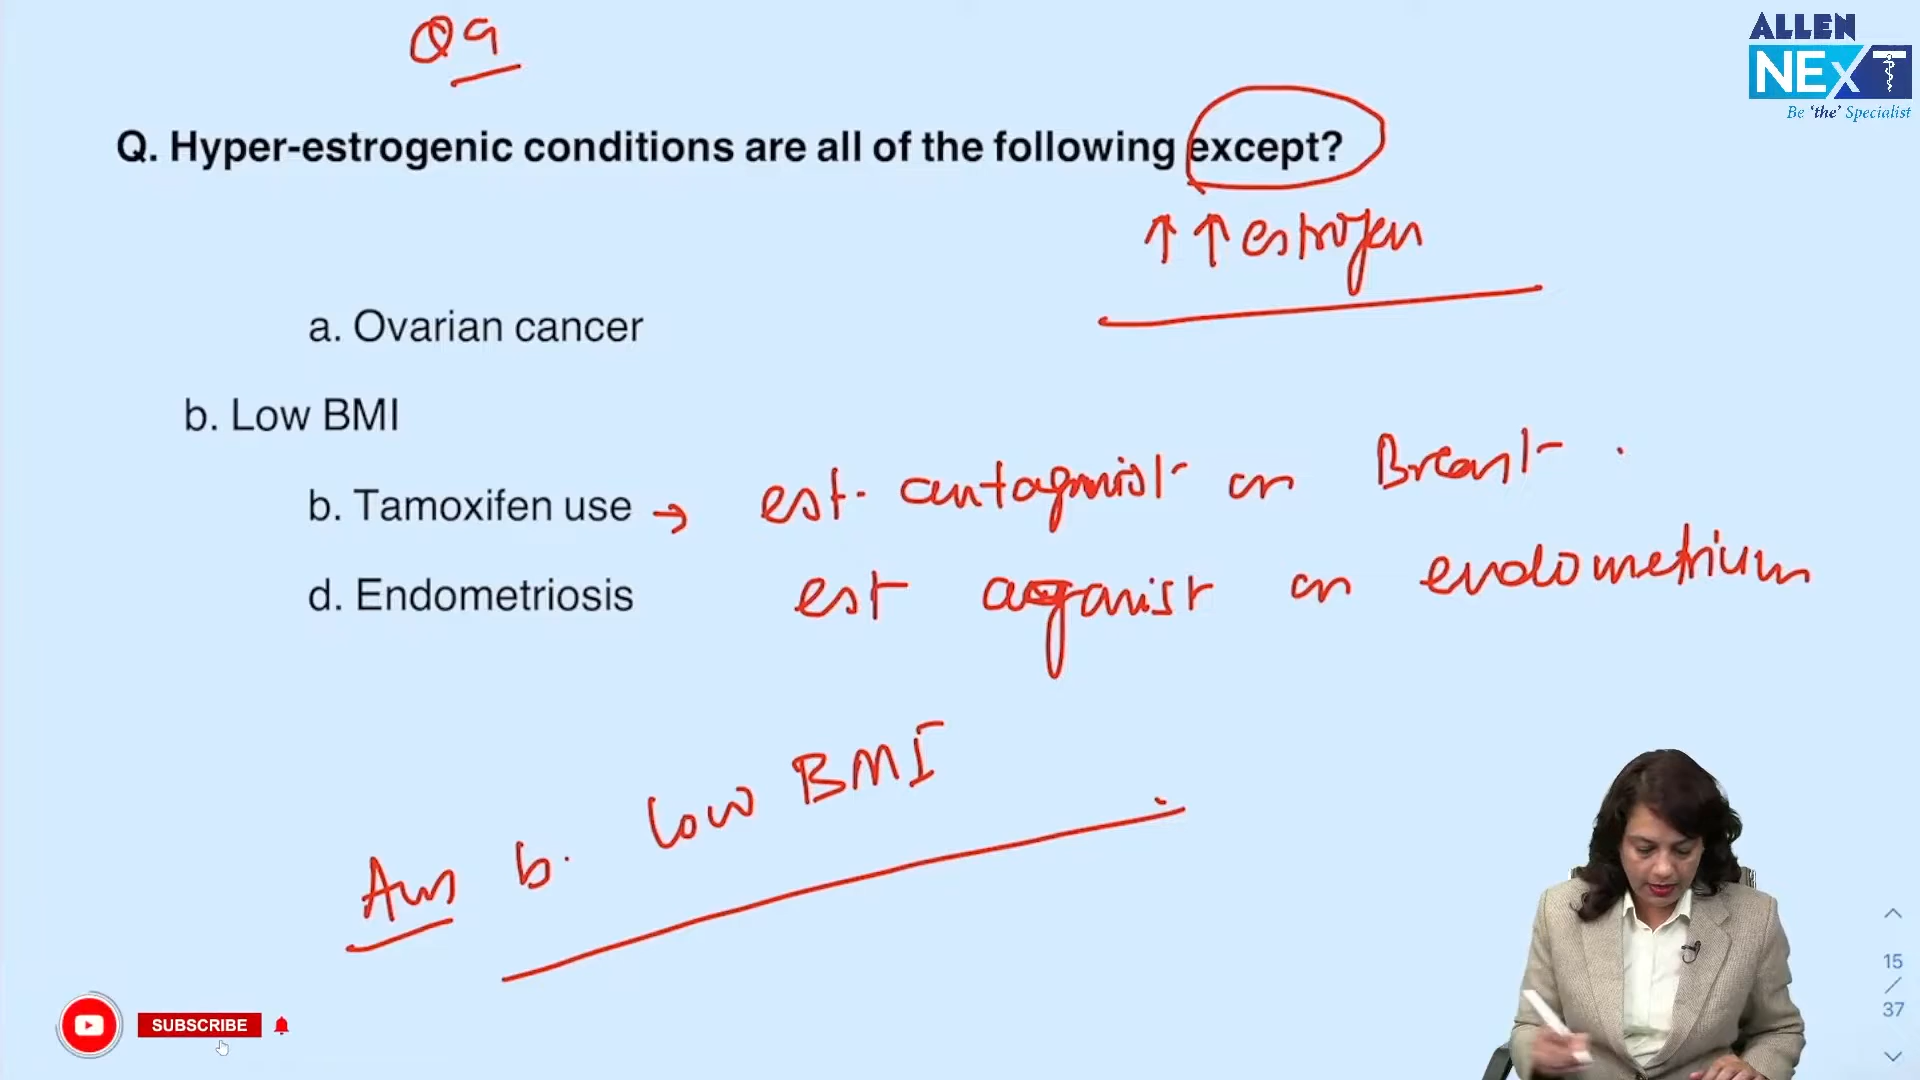 Q9
ALLEN
NEXT
Be 'the' Specialist
Q. Hyper-estrogenic conditions are all of the following except?
↑ ↑ estrogen
a. Ovarian cancer
b. Low BMI
b. Tamoxifen use → est. antagonist on Breast
d. Endometriosis est agonist on endometrium
Ans b. Low BMI
SUBSCRIBE
15
/
37